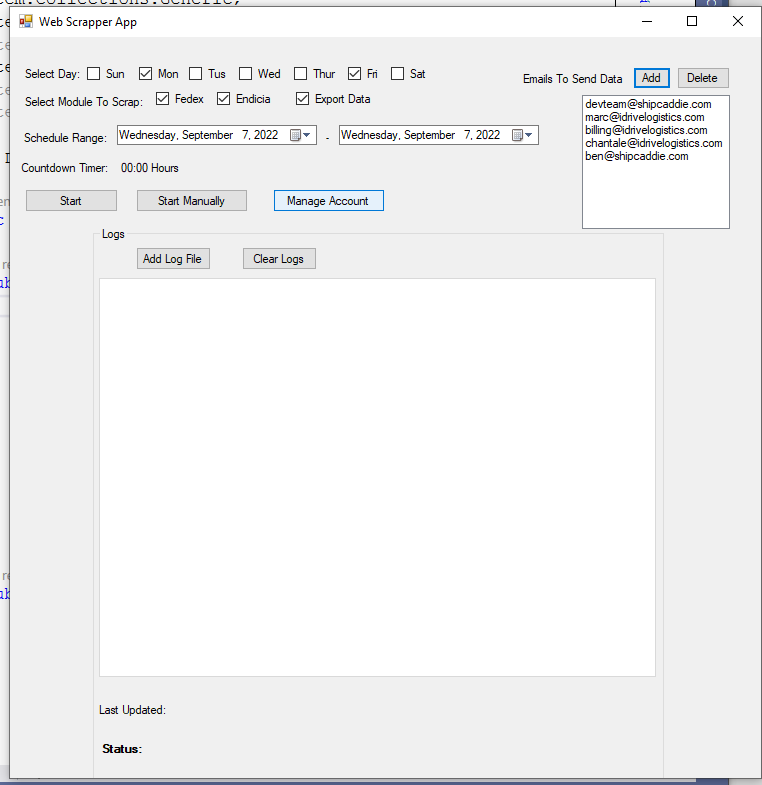 Web Scrapper App
Select Day: Sun Mon Tus Wed Thur Fri Sat
Emails To Send Data Add Delete
Select Module To Scrap: Fedex Endicia Export Data
devteam@shipcaddie.com
marc@idrivelogistics.com
billing@idrivelogistics.com
chantale@idrivelogistics.com
ben@shipcaddie.com
Schedule Range: Wednesday, September 7, 2022 - Wednesday, September 7, 2022
Countdown Timer: 00:00 Hours
Start Start Manually Manage Account
Logs
Add Log File Clear Logs
Last Updated:
Status: